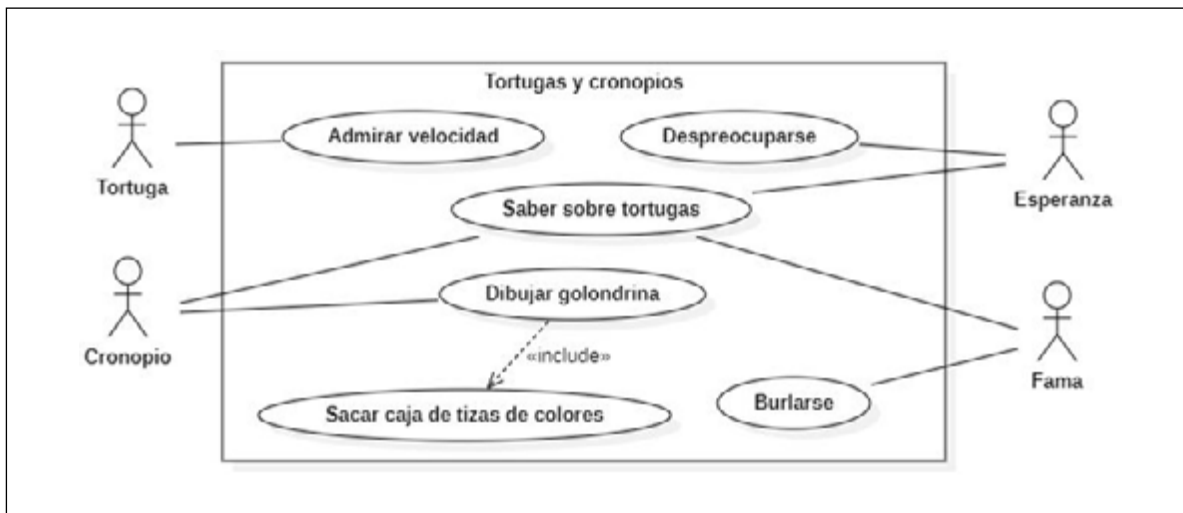 Tortugas y cronopios
Admirar velocidad
Despreocuparse
Tortuga
Esperanza
Saber sobre tortugas
Dibujar golondrina
Cronopio
«include»
Fama
Burlarse
Sacar caja de tizas de colores